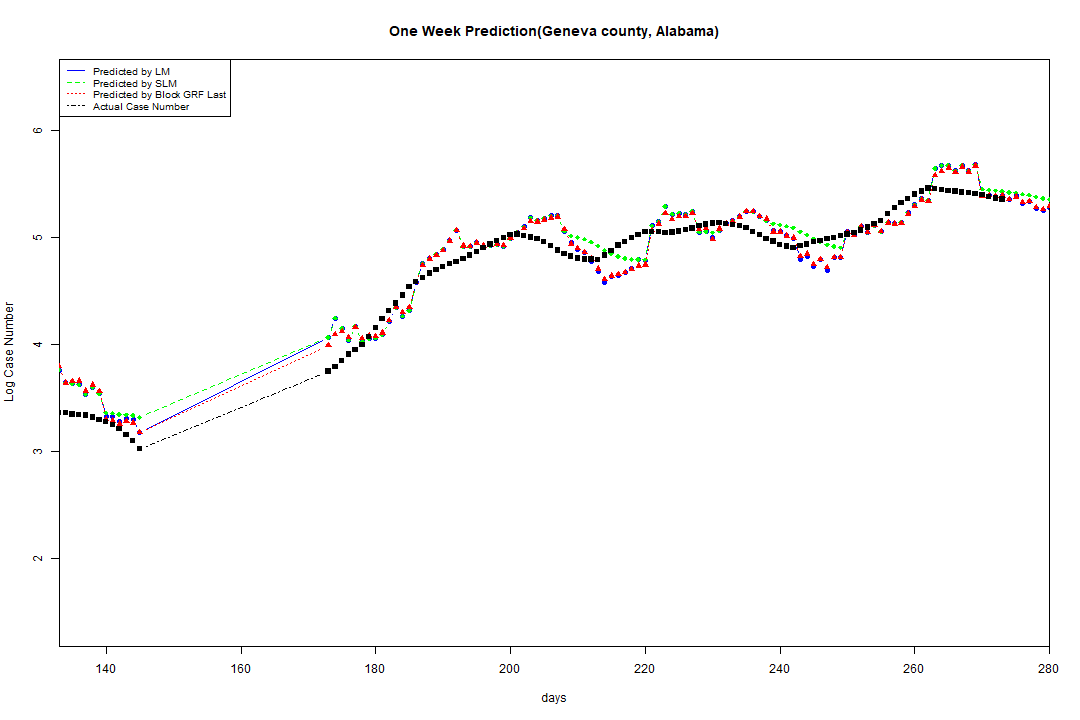 One Week Prediction(Geneva county, Alabama)
Predicted by LM
Predicted by SLM
Predicted by Block GRF Last
Actual Case Number
6
5
4
3
2
Log Case Number
140 160 180 200 220 240 260 280
days